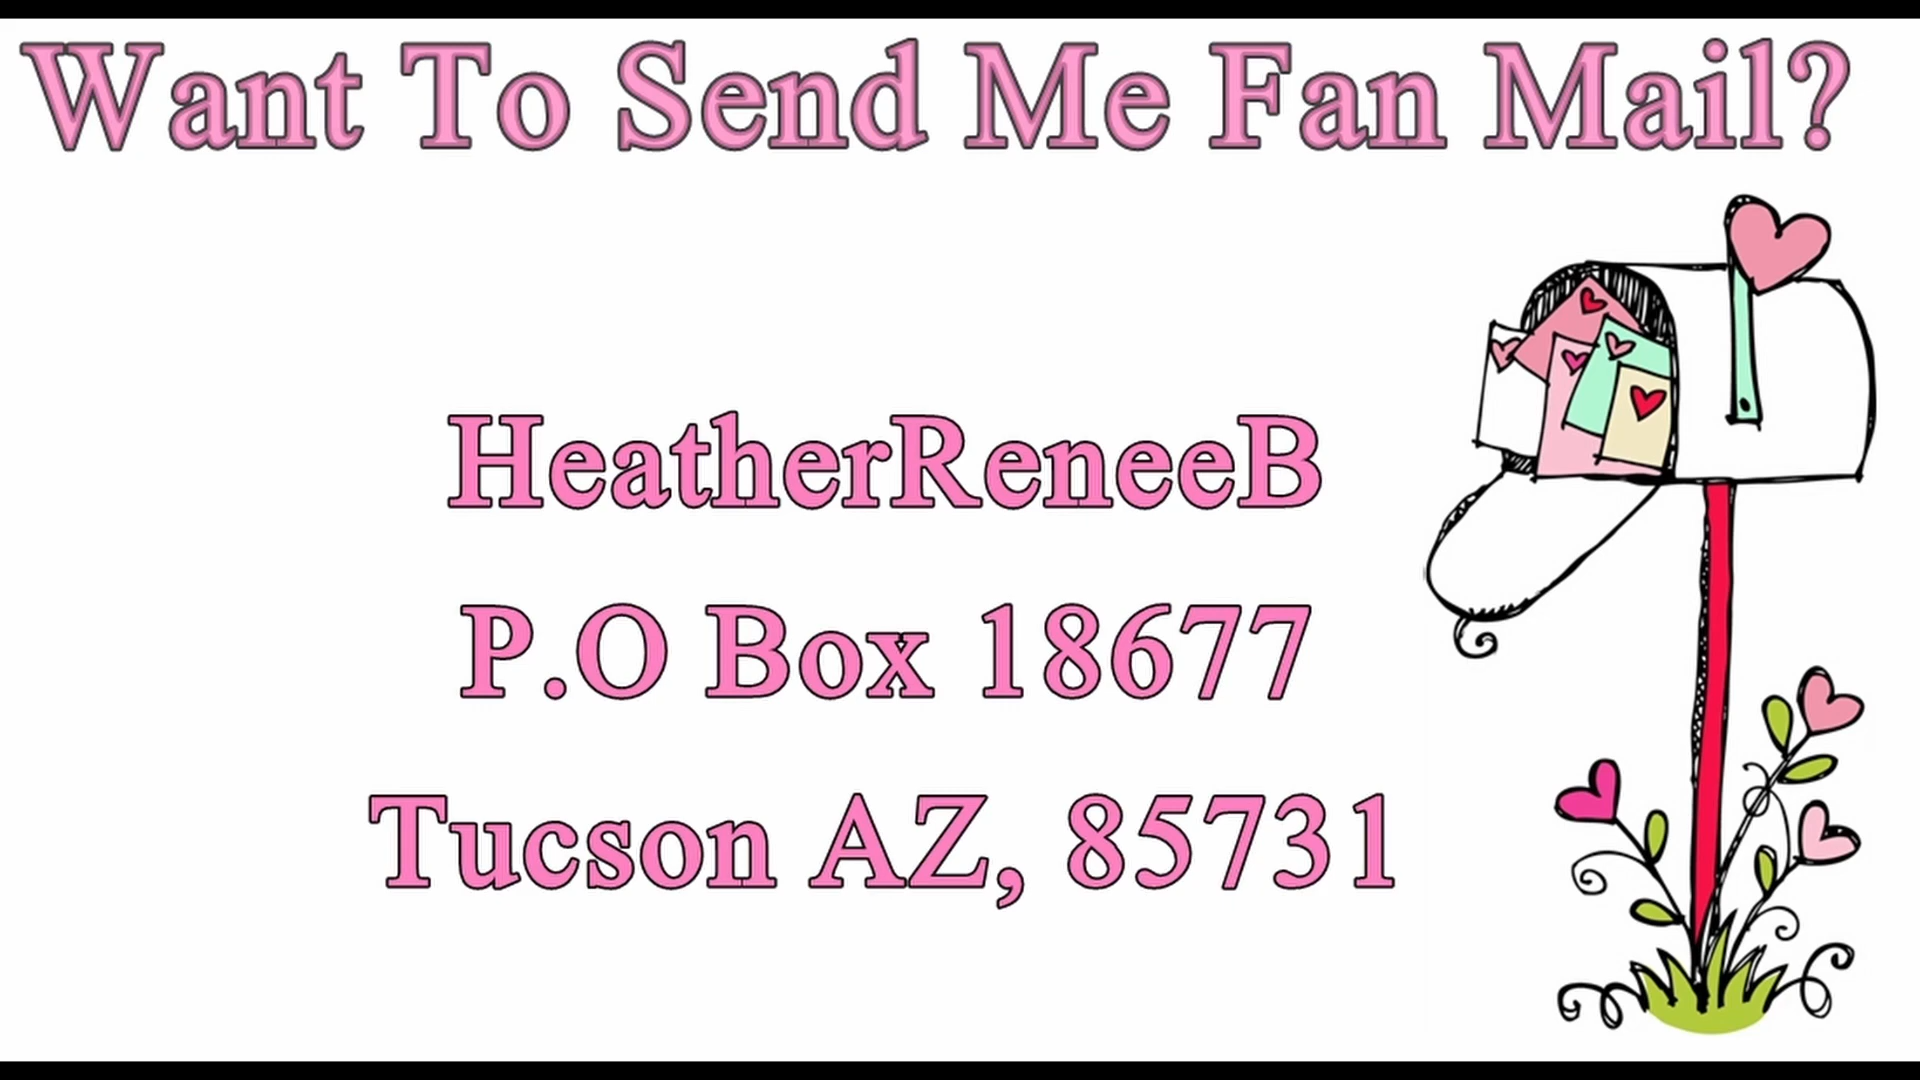 Want To Send Me Fan Mail?
HeatherReneeB
P.O Box 18677
Tucson AZ, 85731